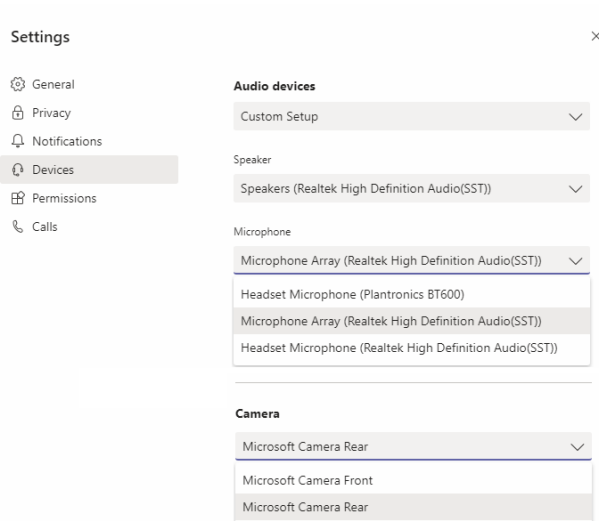 Settings
General
Privacy
Notifications
Devices
Permissions
Calls
Audio devices
Custom Setup
Speaker
Speakers (Realtek High Definition Audio(SST))
Microphone
Microphone Array (Realtek High Definition Audio(SST))
Headset Microphone (Plantronics BT600)
Microphone Array (Realtek High Definition Audio(SST))
Headset Microphone (Realtek High Definition Audio(SST))
Camera
Microsoft Camera Rear
Microsoft Camera Front
Microsoft Camera Rear